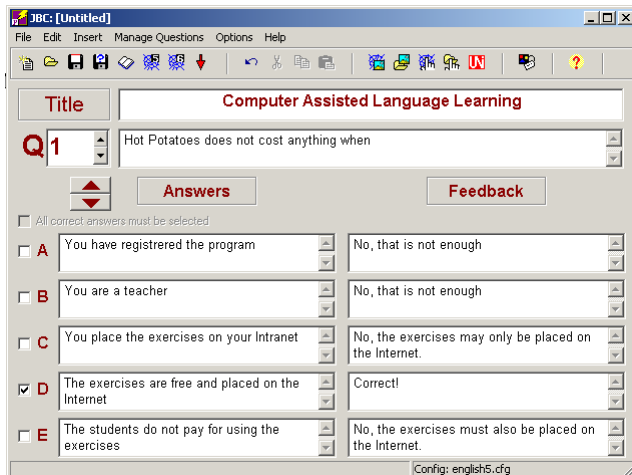 JBC: [Untitled]
File Edit Insert Manage Questions Options Help
Title
Computer Assisted Language Learning
Q 1
Hot Potatoes does not cost anything when
Answers
Feedback
All correct answers must be selected
A
You have registrered the program
No, that is not enough
B
You are a teacher
No, that is not enough
C
You place the exercises on your Intranet
No, the exercises may only be placed on
the Internet.
D
The exercises are free and placed on the
Internet
Correct!
E
The students do not pay for using the
exercises
No, the exercises must also be placed on
the Internet.
Config: english5.cfg